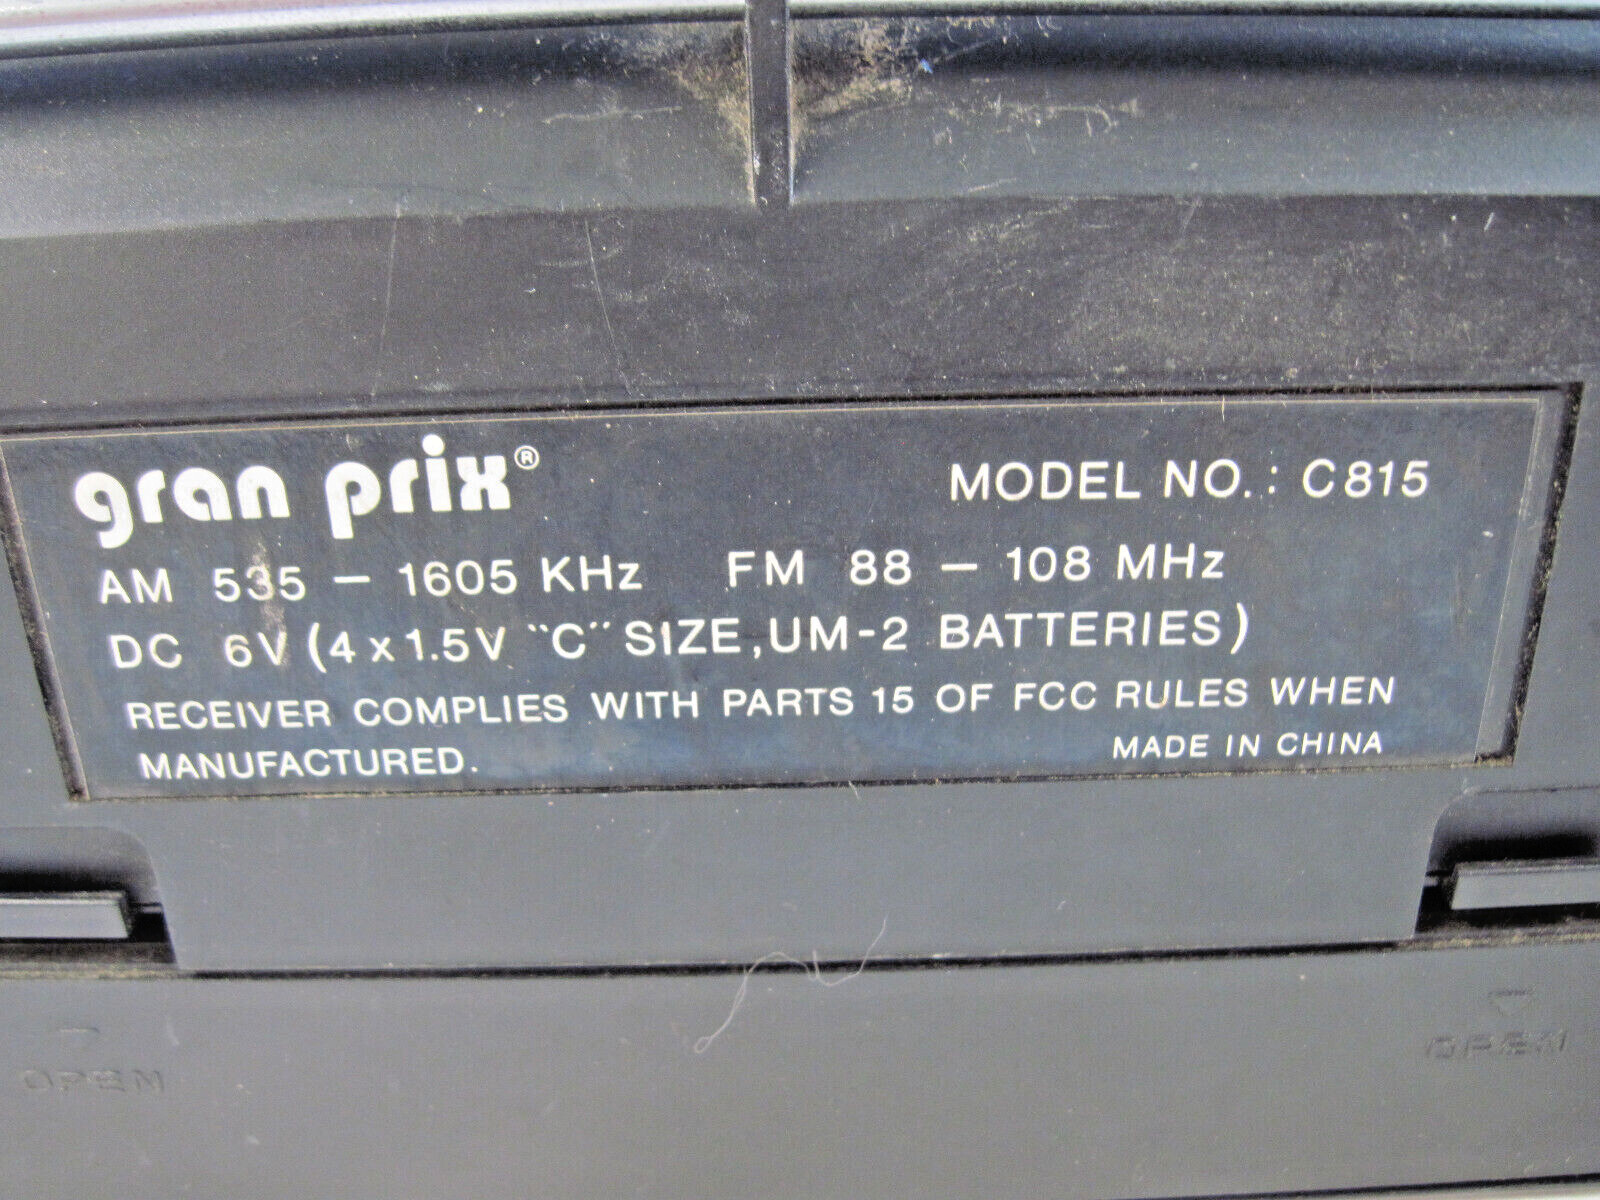 gran prix® MODEL NO.: C815
AM 535 – 1605 KHz FM 88 – 108 MHz
DC 6V (4 x 1.5V "C" SIZE, UM-2 BATTERIES)
RECEIVER COMPLIES WITH PARTS 15 OF FCC RULES WHEN
MANUFACTURED. MADE IN CHINA
OPEN OPEN